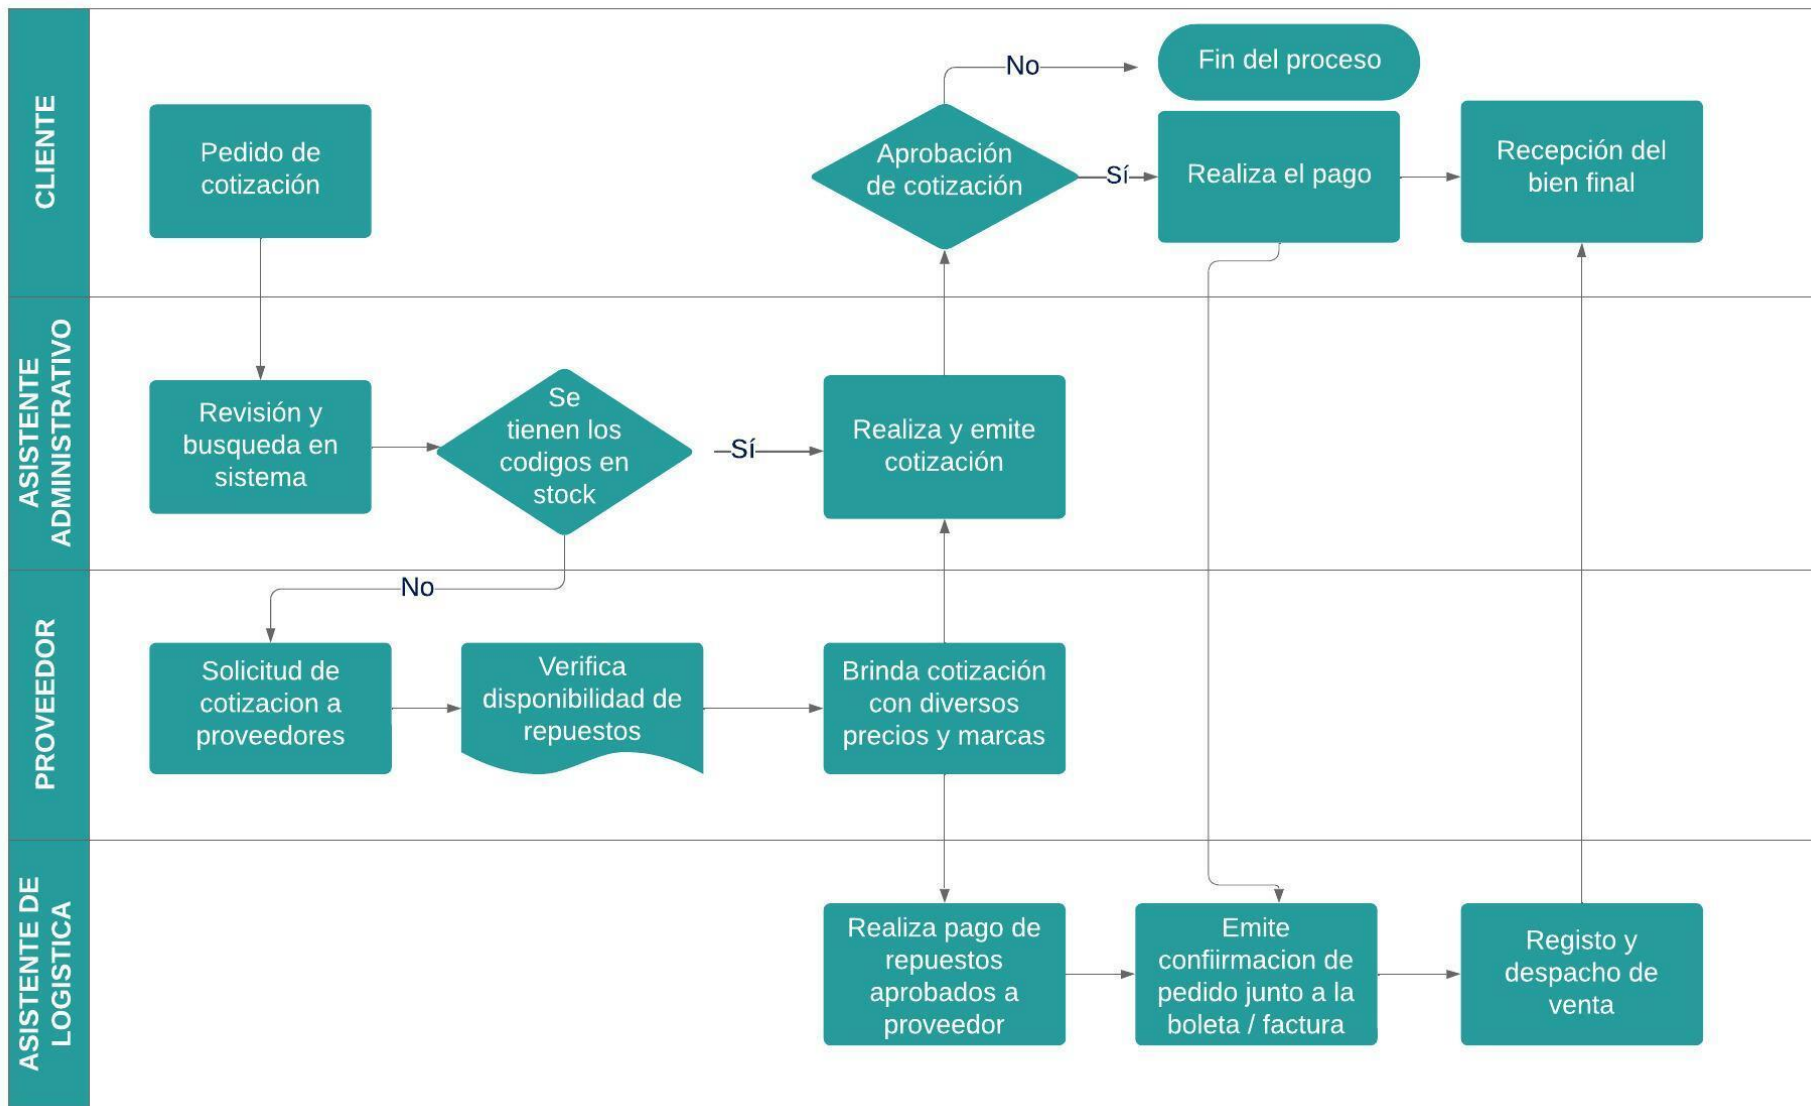 CLIENTE
Pedido de
cotización
Aprobación
de cotización
No
Fin del proceso
Sí
Realiza el pago
Recepción del
bien final
ASISTENTE
ADMINISTRATIVO
Revisión y
busqueda en
sistema
Se
tienen los
codigos en
stock
Sí
Realiza y emite
cotización
No
PROVEEDOR
Solicitud de
cotizacion a
proveedores
Verifica
disponibilidad de
repuestos
Brinda cotización
con diversos
precios y marcas
ASISTENTE DE
LOGISTICA
Realiza pago de
repuestos
aprobados a
proveedor
Emite
confiirmacion de
pedido junto a la
boleta / factura
Registo y
despacho de
venta